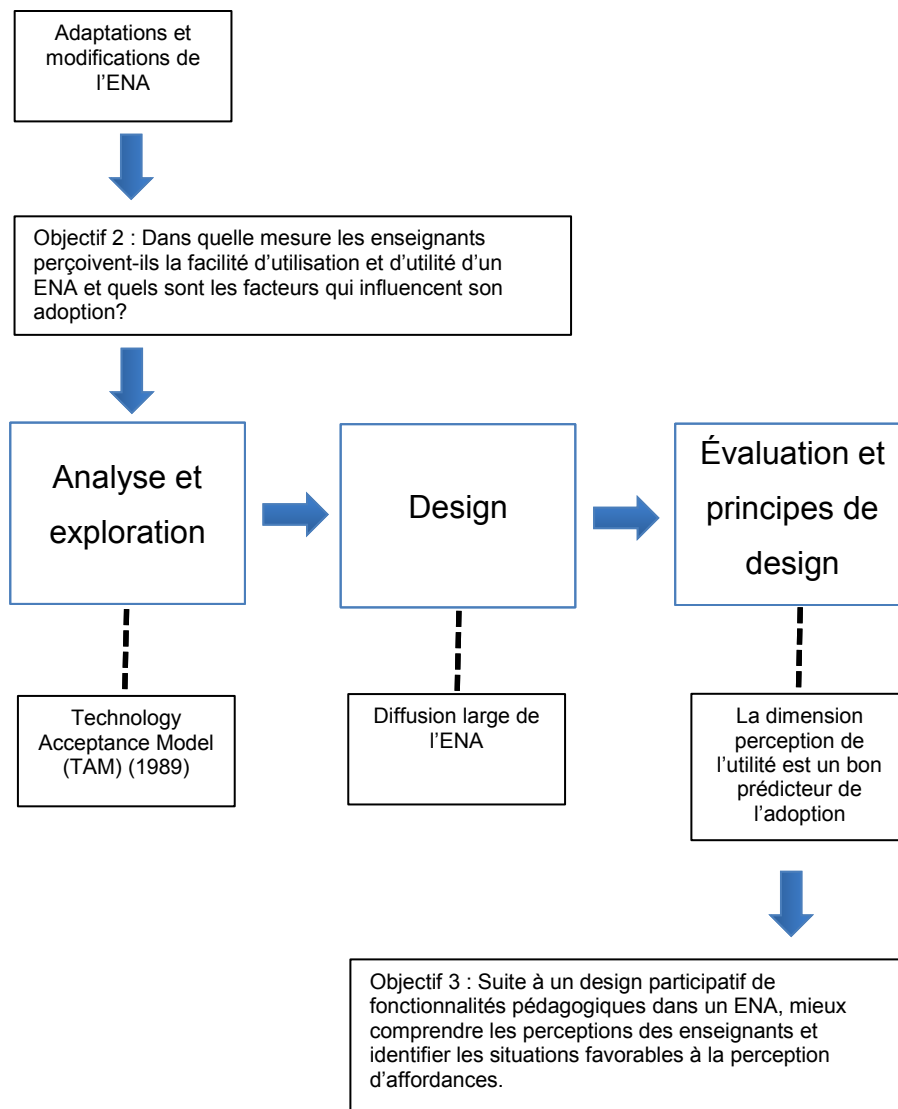 Adaptations et
modifications de
l’ENA
Objectif 2 : Dans quelle mesure les enseignants
perçoivent-ils la facilité d’utilisation et d’utilité d’un
ENA et quels sont les facteurs qui influencent son
adoption?
Analyse et
exploration
Design
Évaluation et
principes de
design
Technology
Acceptance Model
(TAM) (1989)
Diffusion large de
l’ENA
La dimension
perception de
l’utilité est un bon
prédicteur de
l’adoption
Objectif 3 : Suite à un design participatif de
fonctionnalités pédagogiques dans un ENA, mieux
comprendre les perceptions des enseignants et
identifier les situations favorables à la perception
d’affordances.